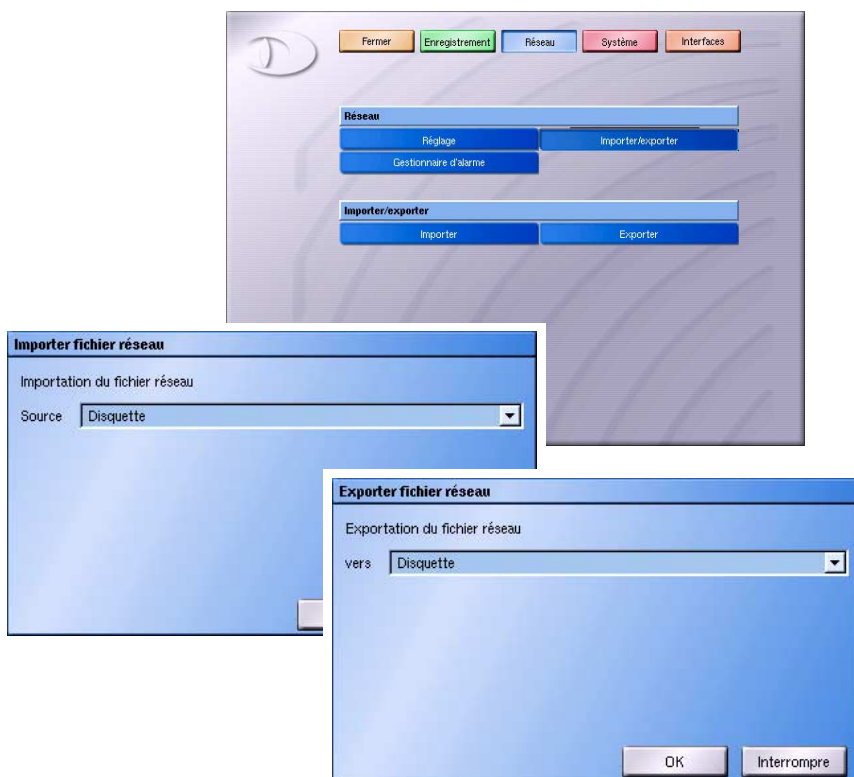 Fermer Enregistrement Réseau Système Interfaces
Réseau
Réglage Importer/exporter
Gestionnaire d'alarme
Importer/exporter
Importer Exporter
Importer fichier réseau
Importation du fichier réseau
Source Disquette
Exporter fichier réseau
Exportation du fichier réseau
vers Disquette
OK Interrompre